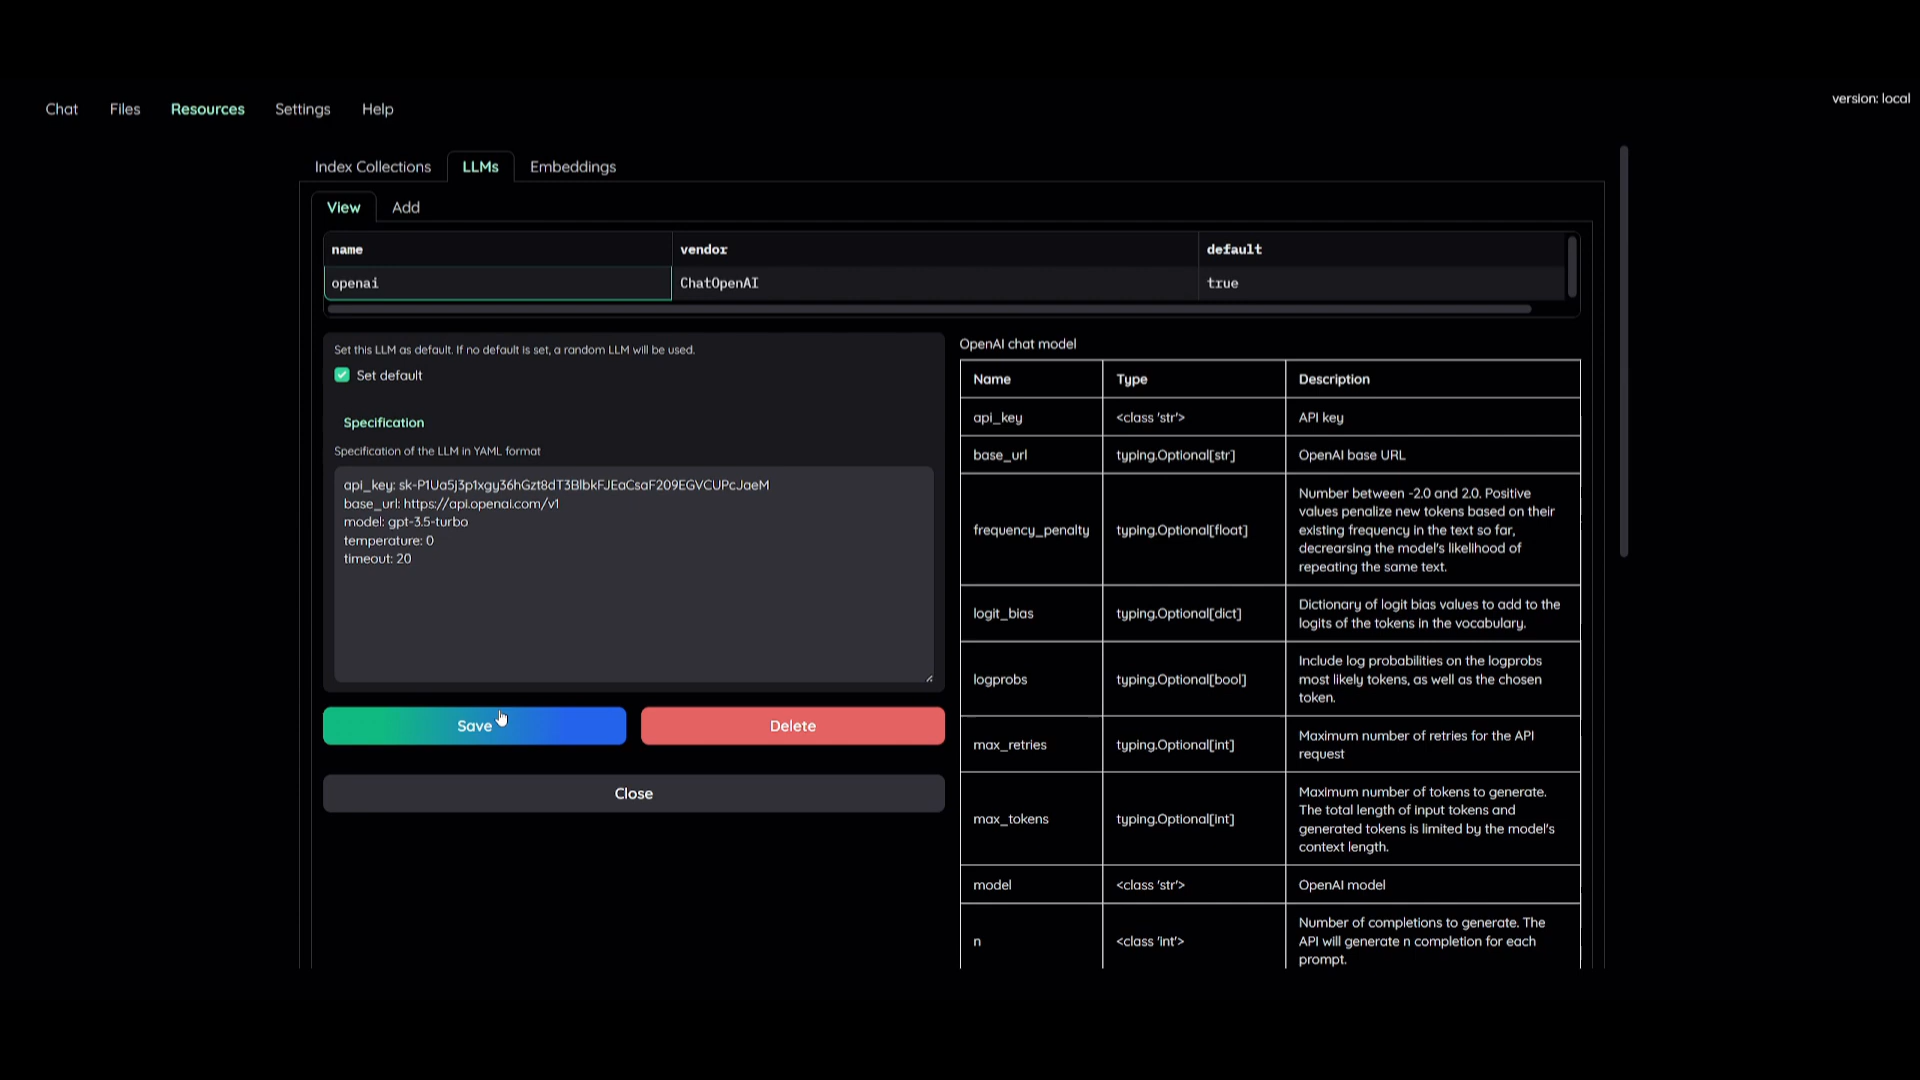 Chat
Files
Resources
Settings
Help
version: local
Index Collections
LLMs
Embeddings
View
Add
name vendor default
openai ChatOpenAI true
Set this LLM as default. If no default is set, a random LLM will be used.
Set default
Specification
Specification of the LLM in YAML format
api_key:
base_url: https://api.openai.com/v1
model: gpt-3.5-turbo
temperature: 0
timeout: 20
Save
Delete
Close
OpenAI chat model
Name Type Description
api_key <class 'str'> API key
base_url typing.Optional[str] OpenAI base URL
frequency_penalty typing.Optional[float]
Number between -2.0 and 2.0. Positive
values penalize new tokens based on their
existing frequency in the text so far,
decrearsing the model's likelihood of
repeating the same text.
logit_bias typing.Optional[dict]
Dictionary of logit bias values to add to the
logits of the tokens in the vocabulary.
logprobs typing.Optional[bool]
Include log probabilities on the logprobs
most likely tokens, as well as the chosen
token.
max_retries typing.Optional[int]
Maximum number of retries for the API
request
max_tokens typing.Optional[int]
Maximum number of tokens to generate.
The total length of input tokens and
generated tokens is limited by the model's
context length.
model <class 'str'> OpenAI model
n <class 'int'>
Number of completions to generate. The
API will generate n completion for each
prompt.